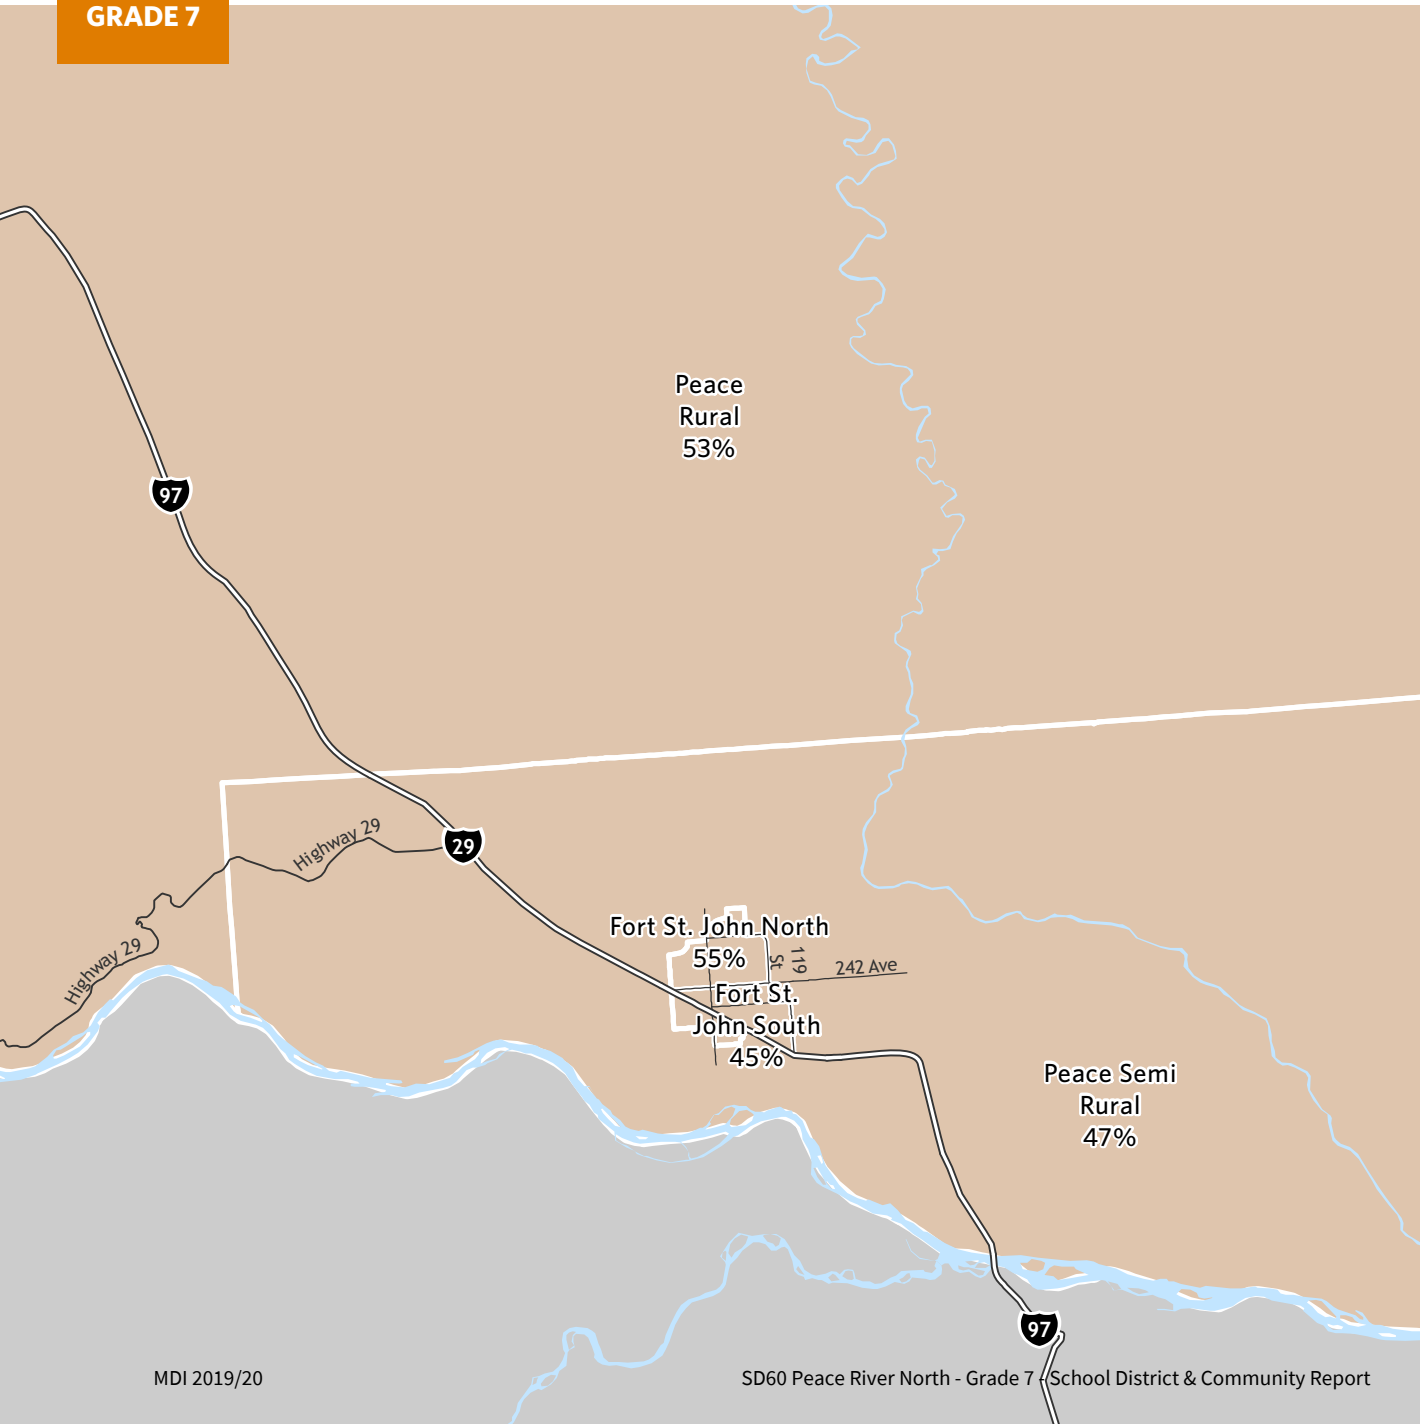 GRADE 7
Peace
Rural
53%
97
Highway 29
29
Highway 29
Fort St. John North
55%
119
St
242 Ave
Fort St.
John South
45%
Peace Semi
Rural
47%
97
MDI 2019/20
SD60 Peace River North - Grade 7 - School District & Community Report